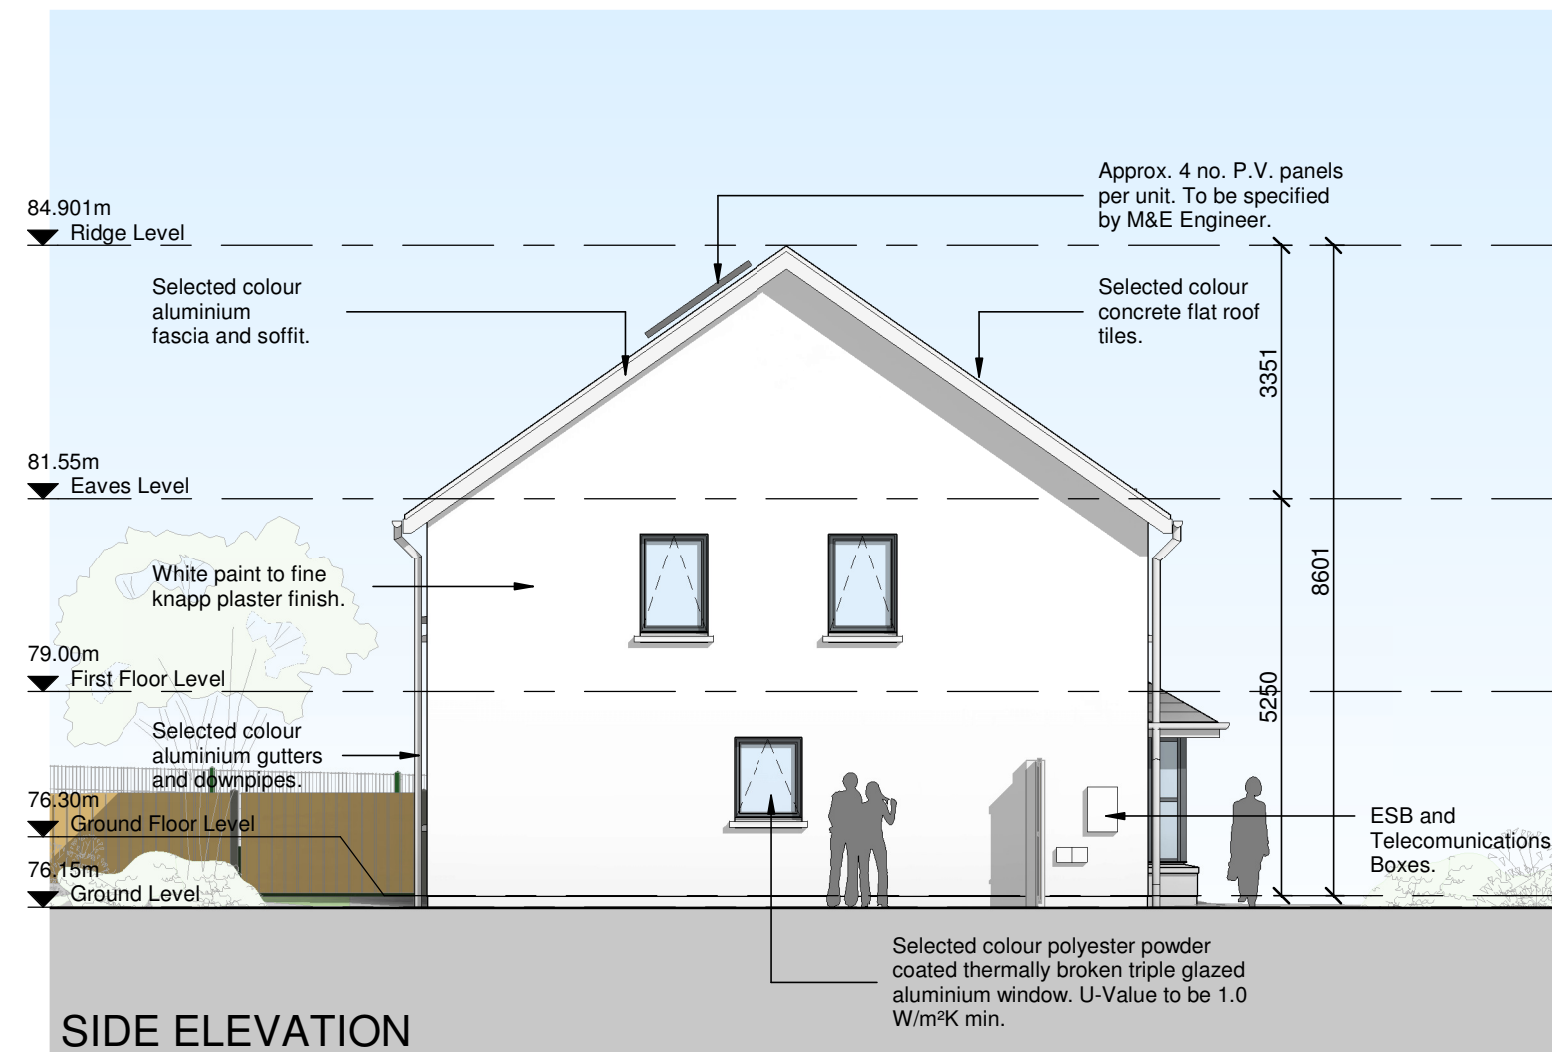 84.901m
Ridge Level
Approx. 4 no. P.V. panels
per unit. To be specified
by M&E Engineer.
Selected colour
aluminium
fascia and soffit.
Selected colour
concrete flat roof
tiles.
3351
81.55m
Eaves Level
White paint to fine
knapp plaster finish.
8601
79.00m
First Floor Level
5250
Selected colour
aluminium gutters
and downpipes.
76.30m
Ground Floor Level
ESB and
Telecomunications
Boxes.
76.15m
Ground Level
Selected colour polyester powder
coated thermally broken triple glazed
aluminium window. U-Value to be 1.0
W/m²K min.
SIDE ELEVATION